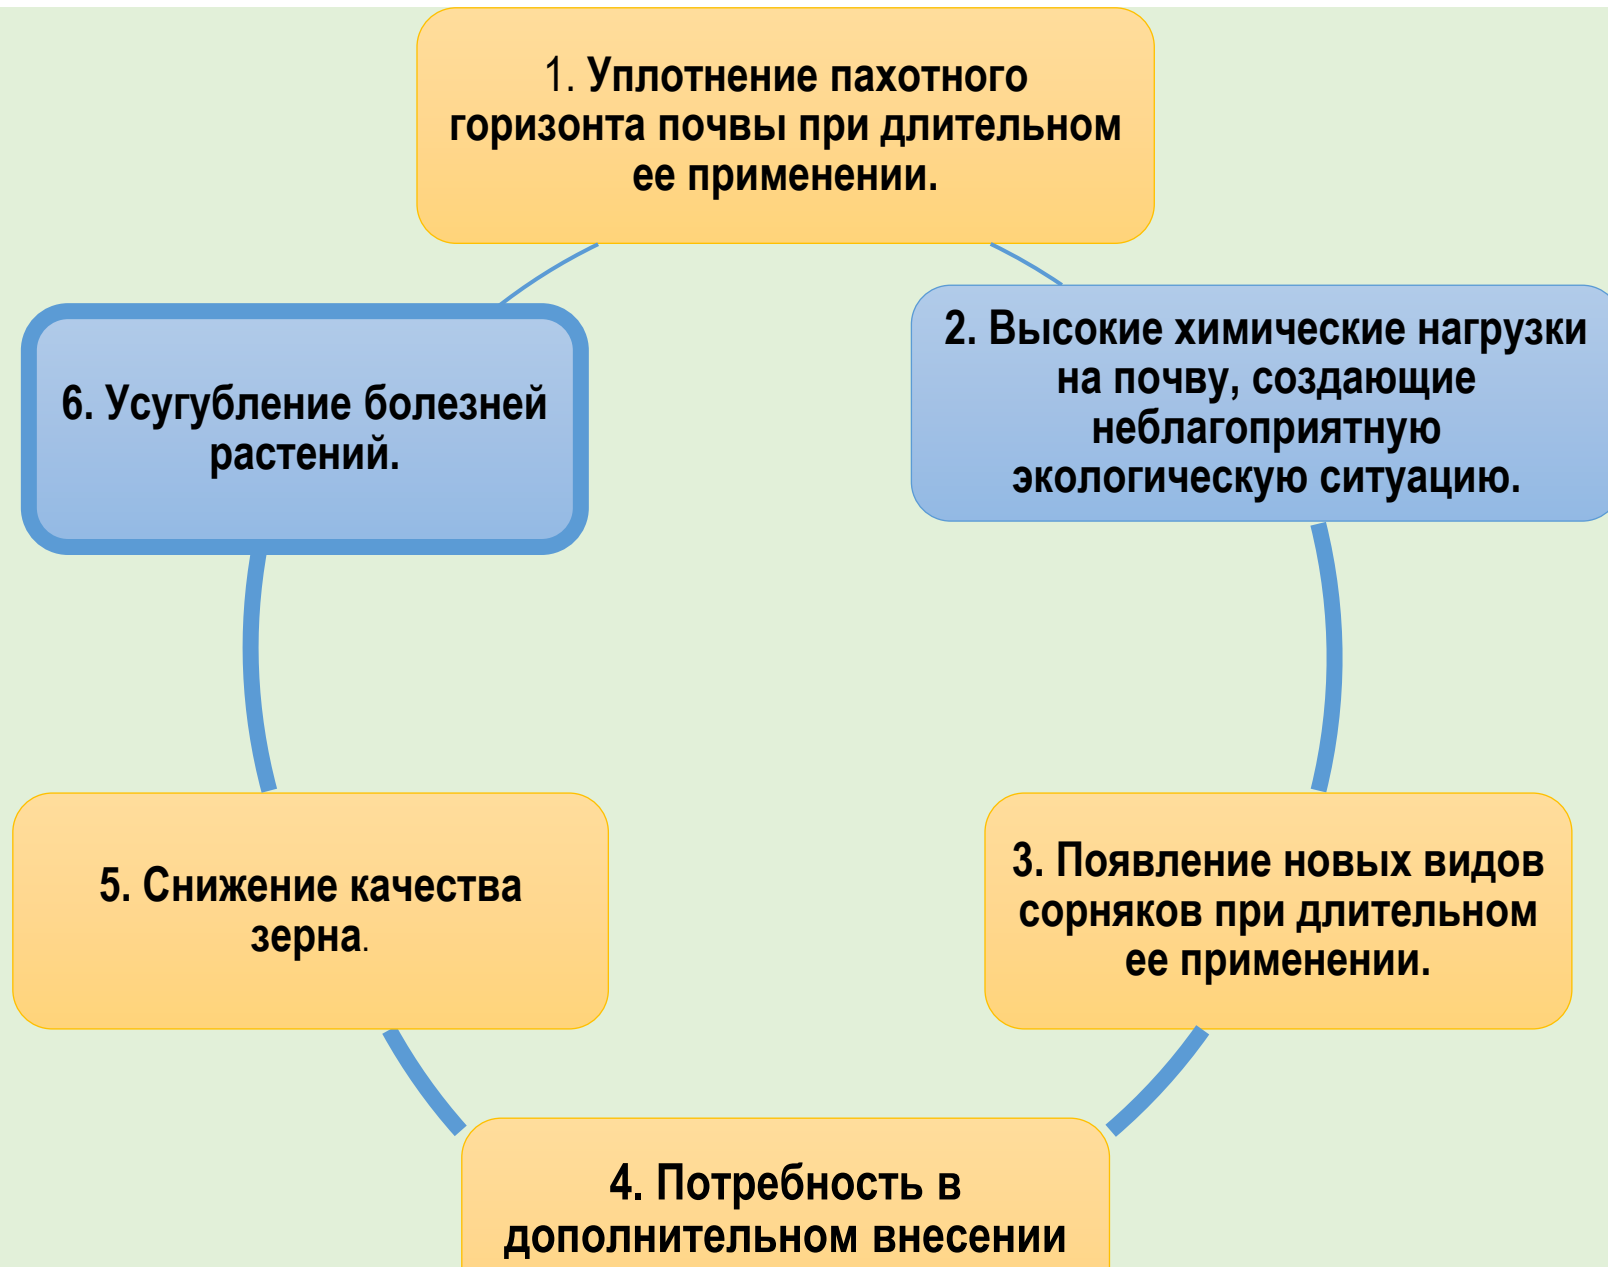 1. Уплотнение пахотного
горизонта почвы при длительном
ее применении.
2. Высокие химические нагрузки
на почву, создающие
неблагоприятную
экологическую ситуацию.
3. Появление новых видов
сорняков при длительном
ее применении.
4. Потребность в
дополнительном внесении
5. Снижение качества
зерна.
6. Усугубление болезней
растений.